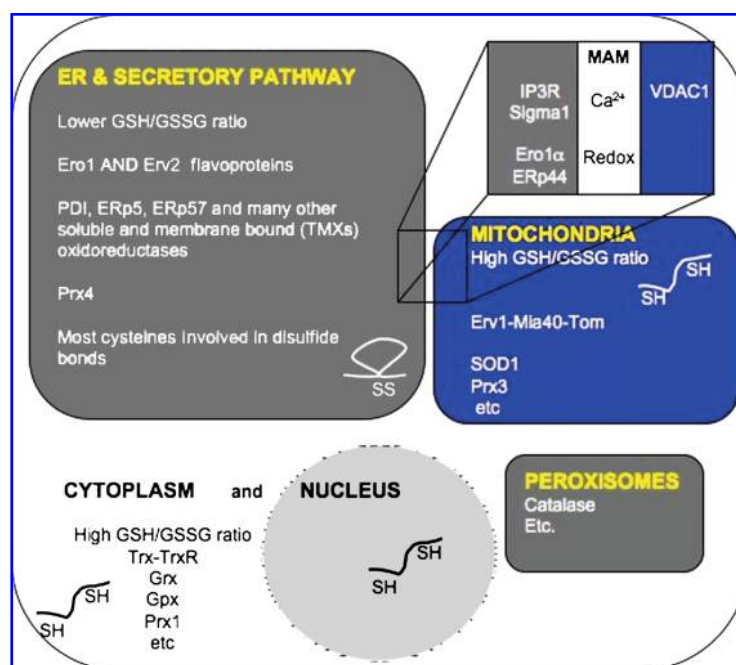 ER & SECRETORY PATHWAY
Lower GSH/GSSG ratio
Ero1 AND Erv2 flavoproteins
PDI, ERp5, ERp57 and many other
soluble and membrane bound (TMXs)
oxidoreductases
Prx4
Most cysteines involved in disulfide
bonds
SS
IP3R
Sigma1
Ero1α
ERp44
MAM
Ca²⁺
Redox
VDAC1
MITOCHONDRIA
High GSH/GSSG ratio
SH
SH
Erv1-Mia40-Tom
SOD1
Prx3
etc
CYTOPLASM and NUCLEUS
High GSH/GSSG ratio
Trx-TrxR
Grx
Gpx
Prx1
etc
SH
SH
SH
SH
PEROXISOMES
Catalase
Etc.